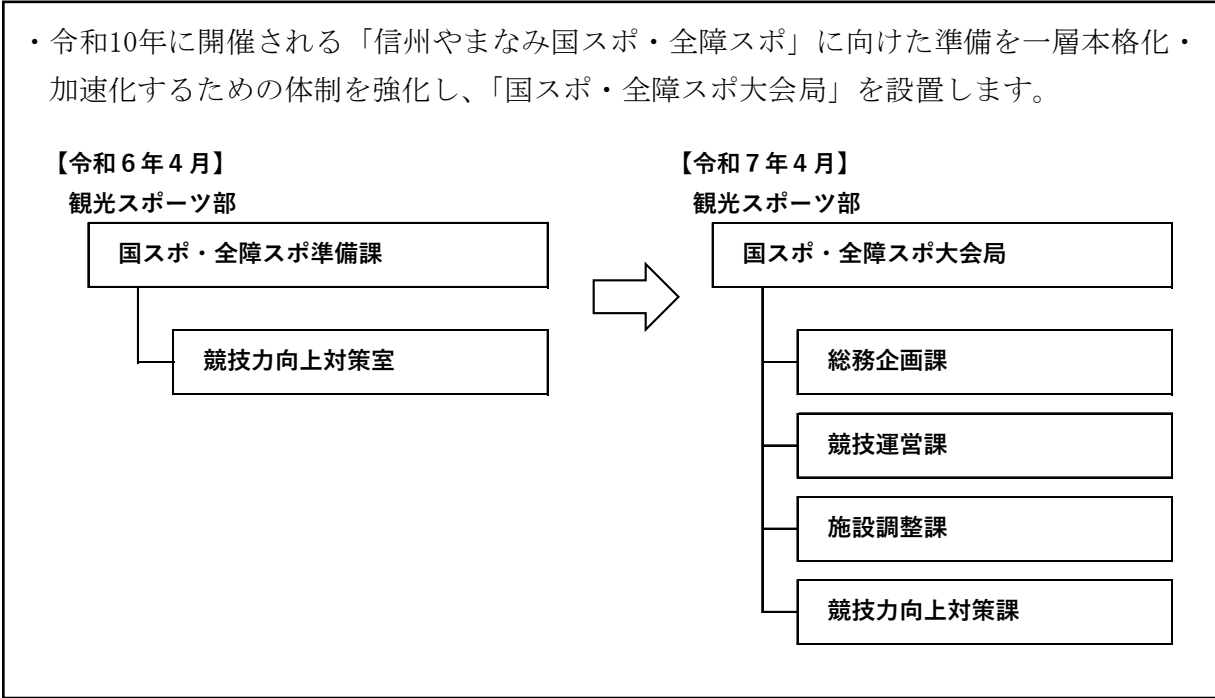 ・令和10年に開催される「信州やまなみ国スポ・全障スポ」に向けた準備を一層本格化・
加速化するための体制を強化し、「国スポ・全障スポ大会局」を設置します。
【令和６年４月】
観光スポーツ部
国スポ・全障スポ準備課
競技力向上対策室
【令和７年４月】
観光スポーツ部
国スポ・全障スポ大会局
総務企画課
競技運営課
施設調整課
競技力向上対策課